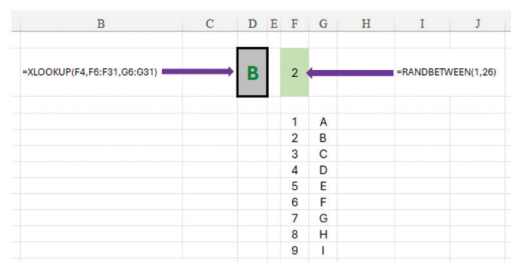 B C D E F G H I J
=XLOOKUP(F4,F6:F31,G6:G31) B 2 =RANDBETWEEN(1,26)
1 A
2 B
3 C
4 D
5 E
6 F
7 G
8 H
9 I